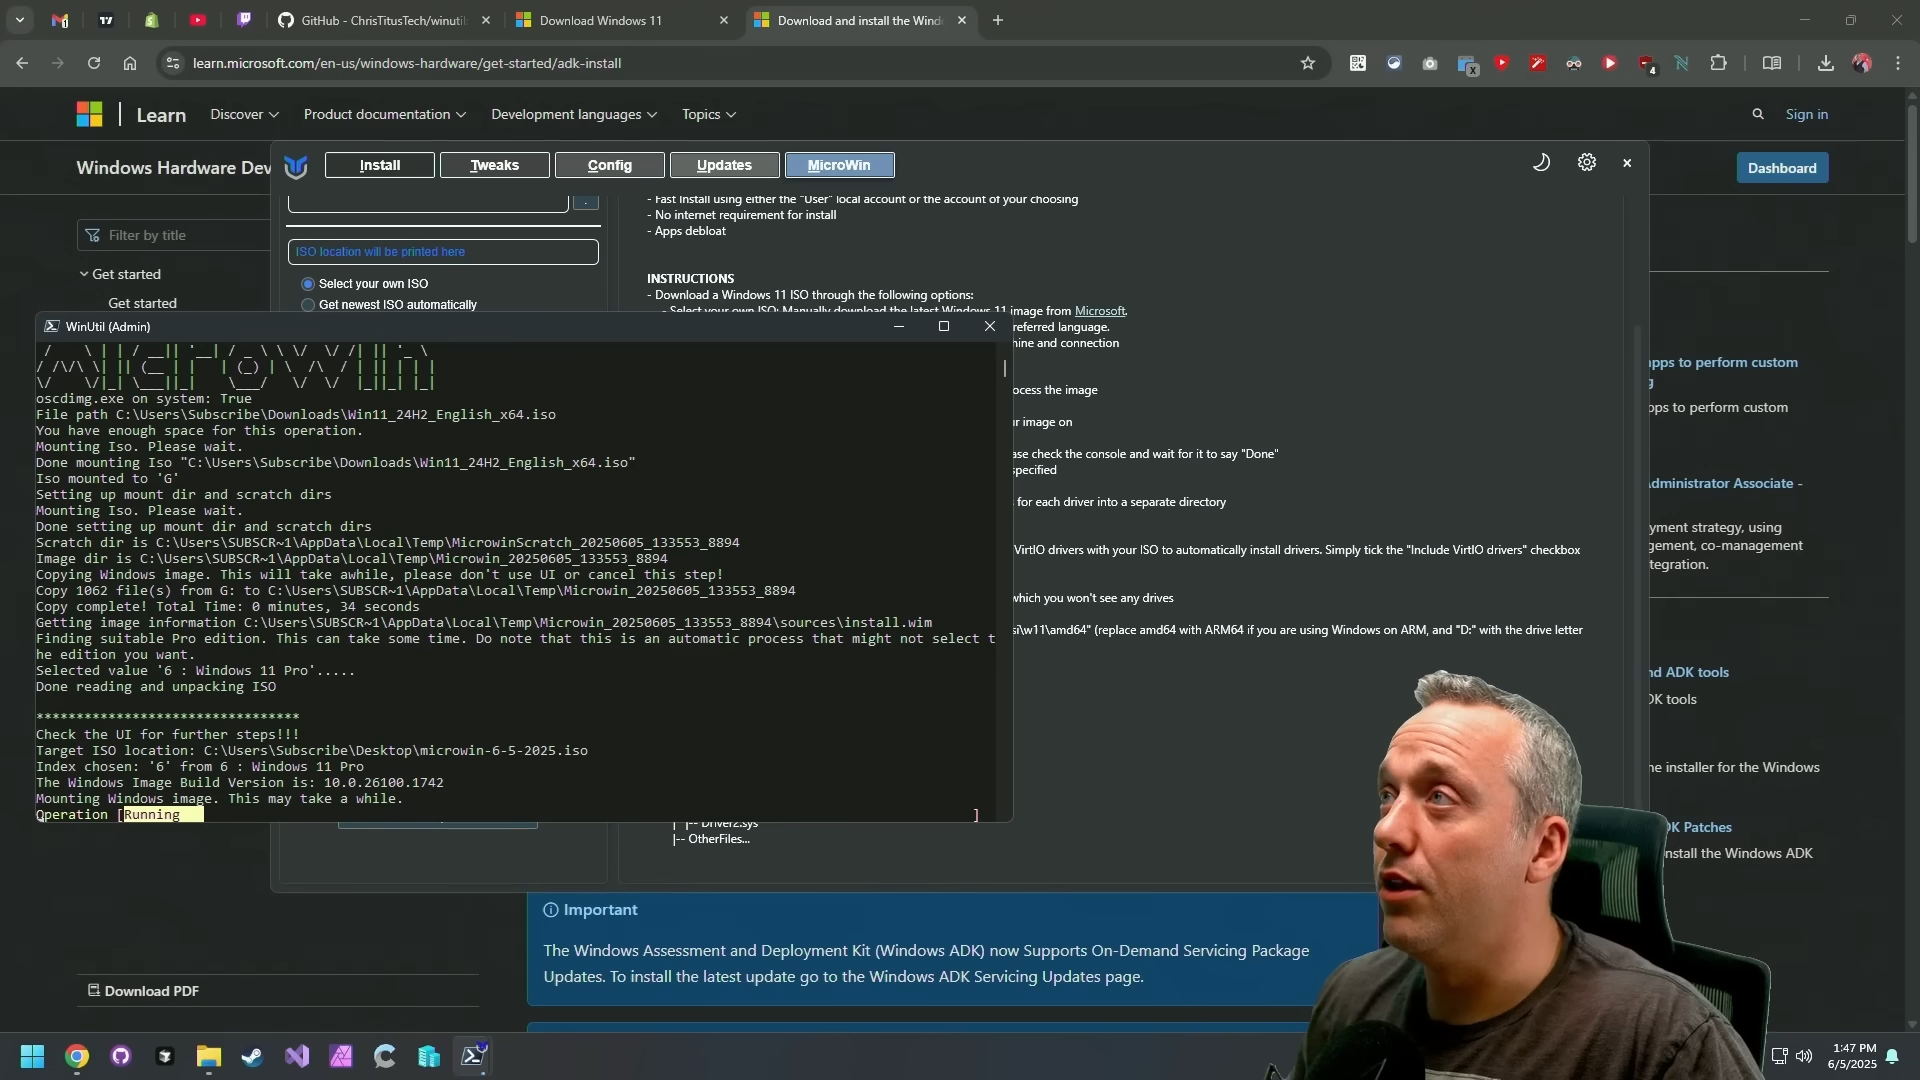 GitHub - ChrisTitusTech/winutil
Download Windows 11
Download and install the Wind
learn.microsoft.com/en-us/windows-hardware/get-started/adk-install
Learn
Discover
Product documentation
Development languages
Topics
Sign in
Windows Hardware Dev
Dashboard
Install
Tweaks
Config
Updates
MicroWin
Filter by title
Get started
Get started
ISO location will be printed here
Select your own ISO
Get newest ISO automatically
- Fast Install using either the "User" local account or the account of your choosing
- No internet requirement for install
- Apps debloat
INSTRUCTIONS
- Download a Windows 11 ISO through the following options:
- Select your own ISO: Manually download the latest Windows 11 image from Microsoft.
referred language.
hine and connection
ocess the image
ur image on
ase check the console and wait for it to say "Done"
specified
for each driver into a separate directory
VirtIO drivers with your ISO to automatically install drivers. Simply tick the "Include VirtIO drivers" checkbox
which you won't see any drives
si\w11\amd64" (replace amd64 with ARM64 if you are using Windows on ARM, and "D:" with the drive letter
|-- Driver2.sys
|-- OtherFiles...
WinUtil (Admin)
MicroWin
oscdimg.exe on system: True
File path C:\Users\Subscribe\Downloads\Win11_24H2_English_x64.iso
You have enough space for this operation.
Mounting Iso. Please wait.
Done mounting Iso "C:\Users\Subscribe\Downloads\Win11_24H2_English_x64.iso"
Iso mounted to 'G'
Setting up mount dir and scratch dirs
Mounting Iso. Please wait.
Done setting up mount dir and scratch dirs
Scratch dir is C:\Users\SUBSCR~1\AppData\Local\Temp\MicrowinScratch_20250605_133553_8894
Image dir is C:\Users\SUBSCR~1\AppData\Local\Temp\Microwin_20250605_133553_8894
Copying Windows image. This will take awhile, please don't use UI or cancel this step!
Copy 1062 file(s) from G: to C:\Users\SUBSCR~1\AppData\Local\Temp\Microwin_20250605_133553_8894
Copy complete! Total Time: 0 minutes, 34 seconds
Getting image information C:\Users\SUBSCR~1\AppData\Local\Temp\Microwin_20250605_133553_8894\sources\install.wim
Finding suitable Pro edition. This can take some time. Do note that this is an automatic process that might not select t
he edition you want.
Selected value '6 : Windows 11 Pro'.....
Done reading and unpacking ISO
*********************************
Check the UI for further steps!!!
Target ISO location: C:\Users\Subscribe\Desktop\microwin-6-5-2025.iso
Index chosen: '6' from 6 : Windows 11 Pro
The Windows Image Build Version is: 10.0.26100.1742
Mounting Windows image. This may take a while.
Operation [Running ]
apps to perform custom
g
pps to perform custom
Administrator Associate -
yment strategy, using
gement, co-management
tegration.
nd ADK tools
DK tools
he installer for the Windows
DK Patches
nstall the Windows ADK
Important
The Windows Assessment and Deployment Kit (Windows ADK) now Supports On-Demand Servicing Package
Updates. To install the latest update go to the Windows ADK Servicing Updates page.
Download PDF
1:47 PM
6/5/2025